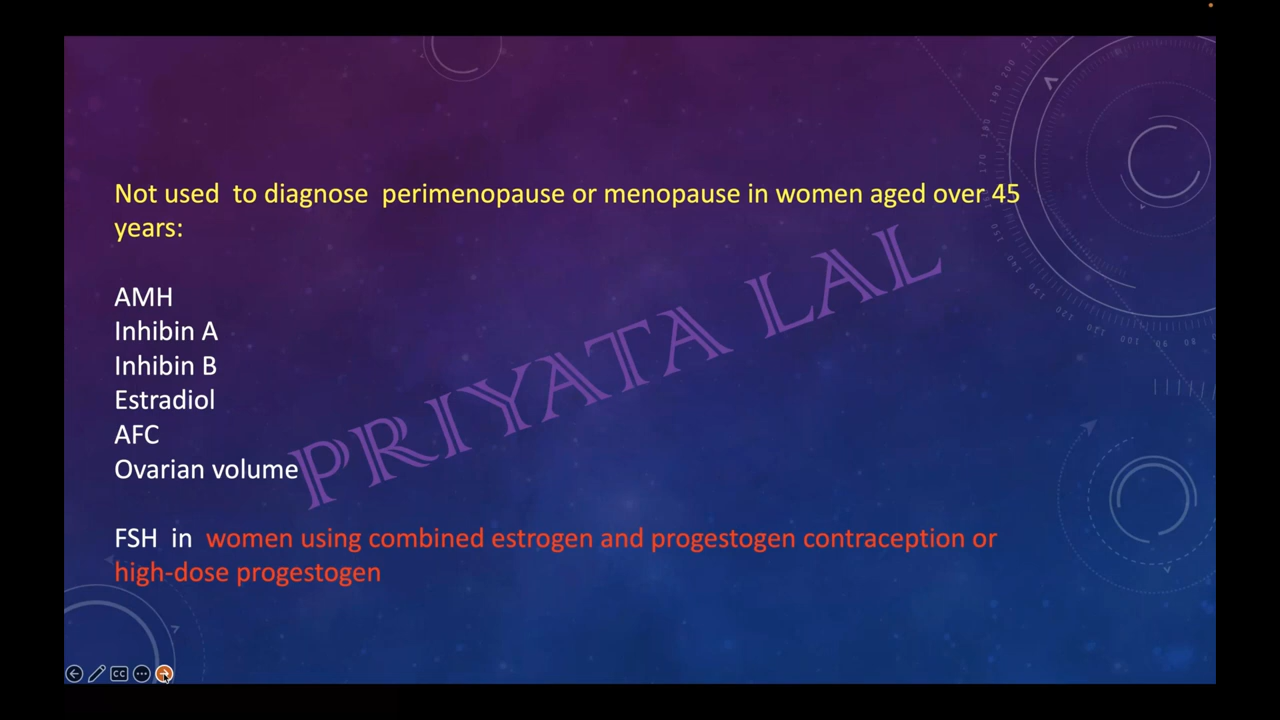 Not used to diagnose perimenopause or menopause in women aged over 45
years:
AMH
Inhibin A
Inhibin B
Estradiol
AFC
Ovarian volume
FSH in women using combined estrogen and progestogen contraception or
high-dose progestogen
PRIYATA LAL
CC